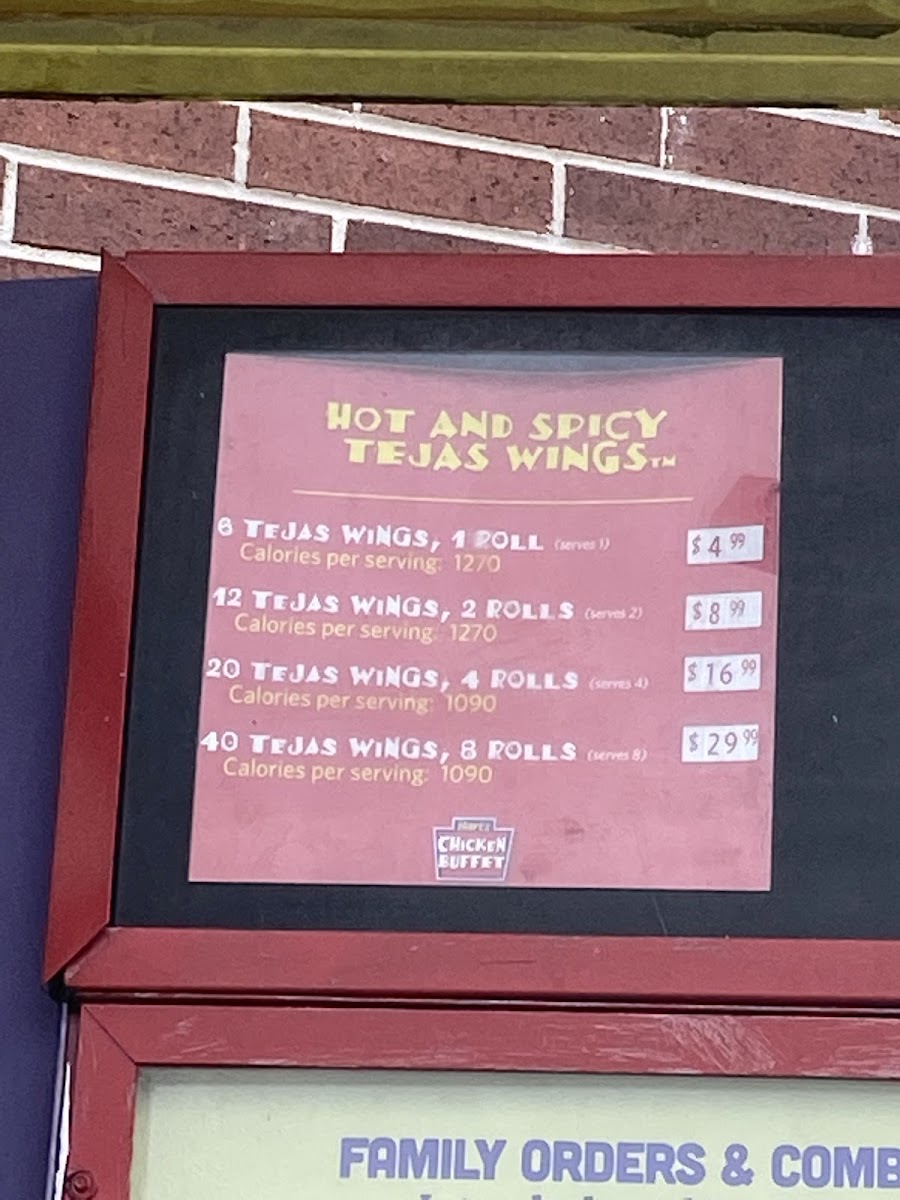 HOT AND SPICY
TEJAS WINGS™
6 TEJAS WINGS, 1 ROLL (serves 1) $4 99
Calories per serving: 1270
12 TEJAS WINGS, 2 ROLLS (serves 2) $8 99
Calories per serving: 1270
20 TEJAS WINGS, 4 ROLLS (serves 4) $16 99
Calories per serving: 1090
40 TEJAS WINGS, 8 ROLLS (serves 8) $29 99
Calories per serving: 1090
CHICKEN
BUFFET
FAMILY ORDERS & COMB